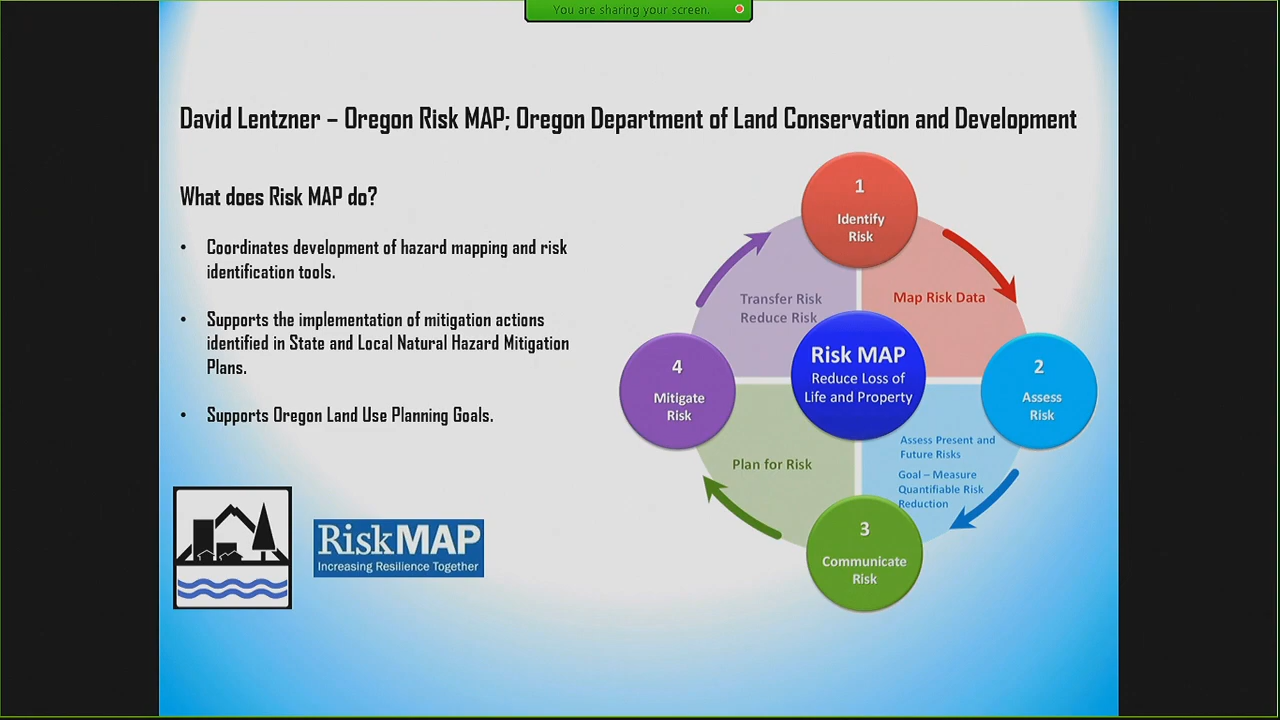 You are sharing your screen.
David Lentzner – Oregon Risk MAP; Oregon Department of Land Conservation and Development
What does Risk MAP do?
• Coordinates development of hazard mapping and risk
identification tools.
• Supports the implementation of mitigation actions
identified in State and Local Natural Hazard Mitigation
Plans.
• Supports Oregon Land Use Planning Goals.
RiskMAP
Increasing Resilience Together
1
Identify
Risk
Map Risk Data
2
Assess
Risk
Assess Present and
Future Risks
Goal – Measure
Quantifiable Risk
Reduction
3
Communicate
Risk
Plan for Risk
4
Mitigate
Risk
Transfer Risk
Reduce Risk
Risk MAP
Reduce Loss of
Life and Property